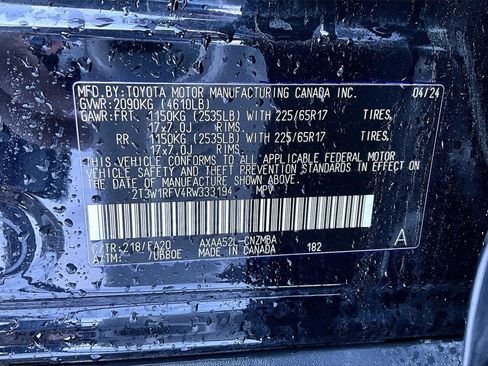 MFD.BY:TOYOTA MOTOR MANUFACTURING CANADA INC. 04/24
GVWR:2090KG (4610LB)
GAWR:FRT. 1150KG (2535LB) WITH 225/65R17 TIRES,
17x7.0J RIMS.
RR. 1150KG (2535LB) WITH 225/65R17 TIRES,
17x7.0J RIMS.
THIS VEHICLE CONFORMS TO ALL APPLICABLE FEDERAL MOTOR
VEHICLE SAFETY AND THEFT PREVENTION STANDARDS IN EFFECT
ON THE DATE OF MANUFACTURE SHOWN ABOVE.
2T3W1RFV4RW333194 MPV
C/TR:218/FA20 AXAA52L-CNZMBA
A/TM: /UB80E MADE IN CANADA 182 A